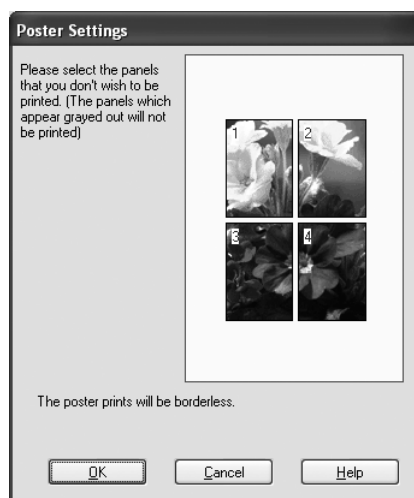 Poster Settings
Please select the panels
that you don't wish to be
printed. (The panels which
appear grayed out will not
be printed)
1 2
3 4
The poster prints will be borderless.
OK Cancel Help